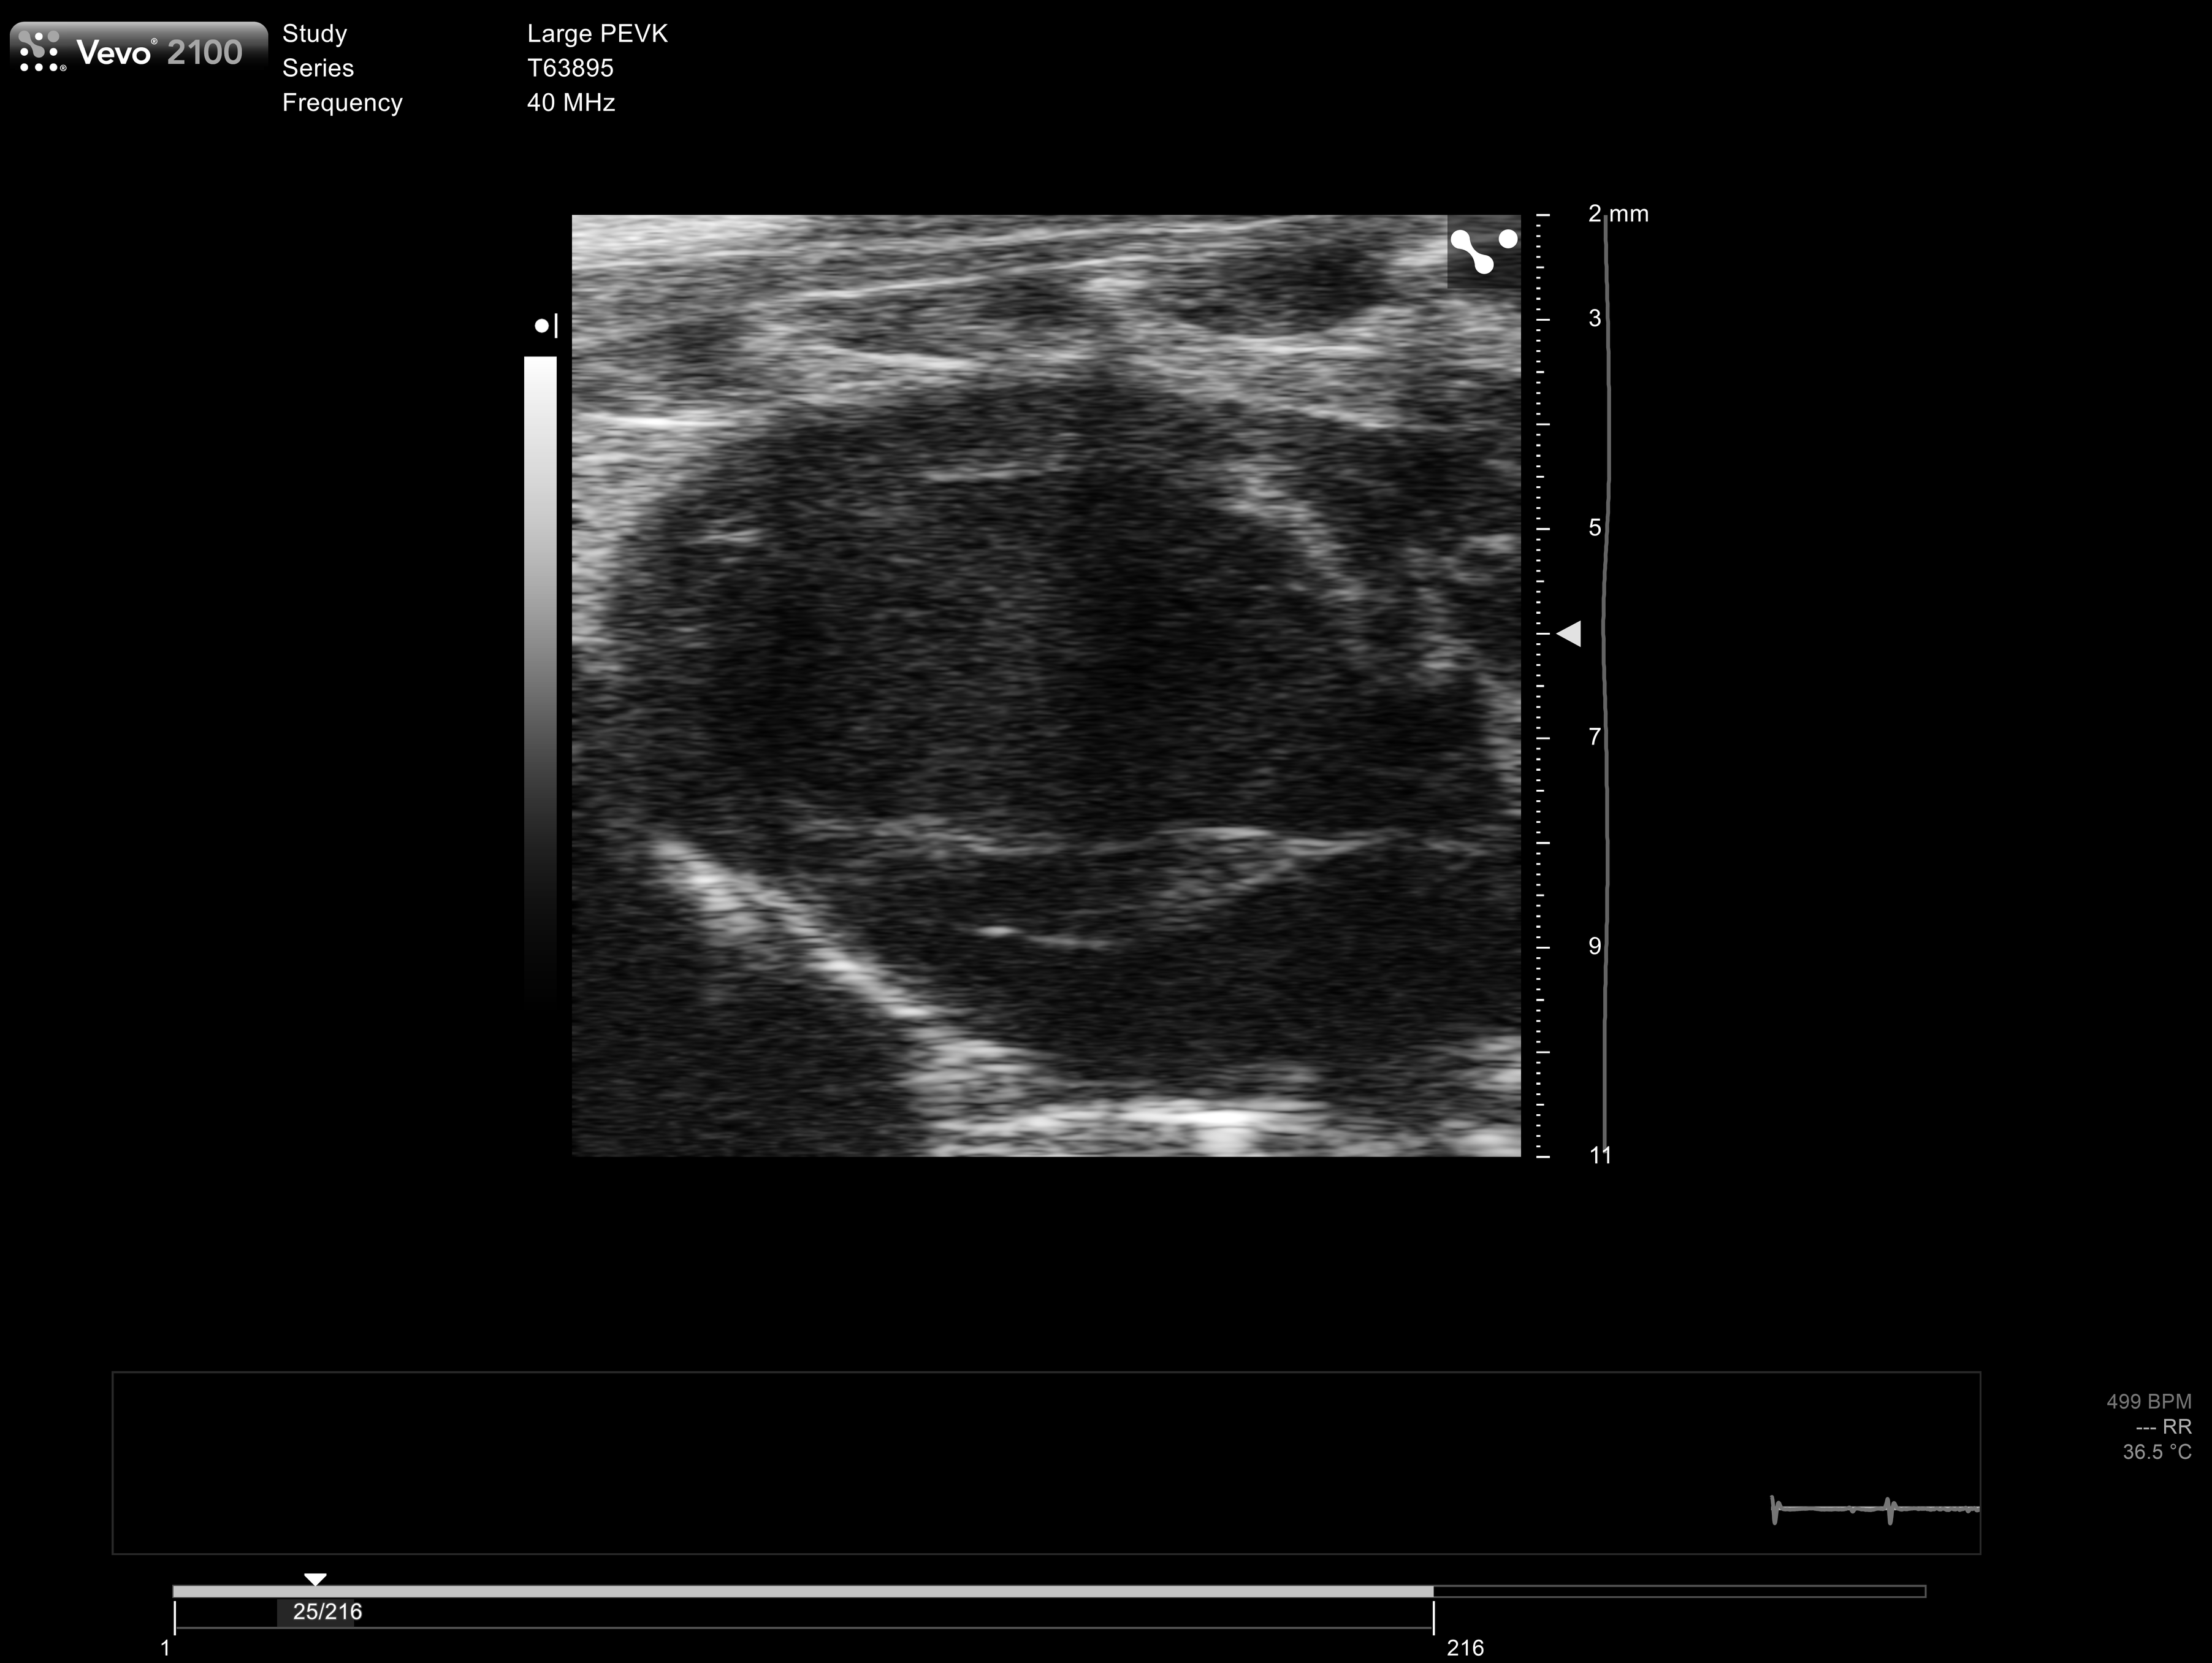 Vevo® 2100
Study Large PEVK
Series T63895
Frequency 40 MHz
2 mm
3
5
7
9
11
499 BPM
--- RR
36.5 °C
25/216
1
216